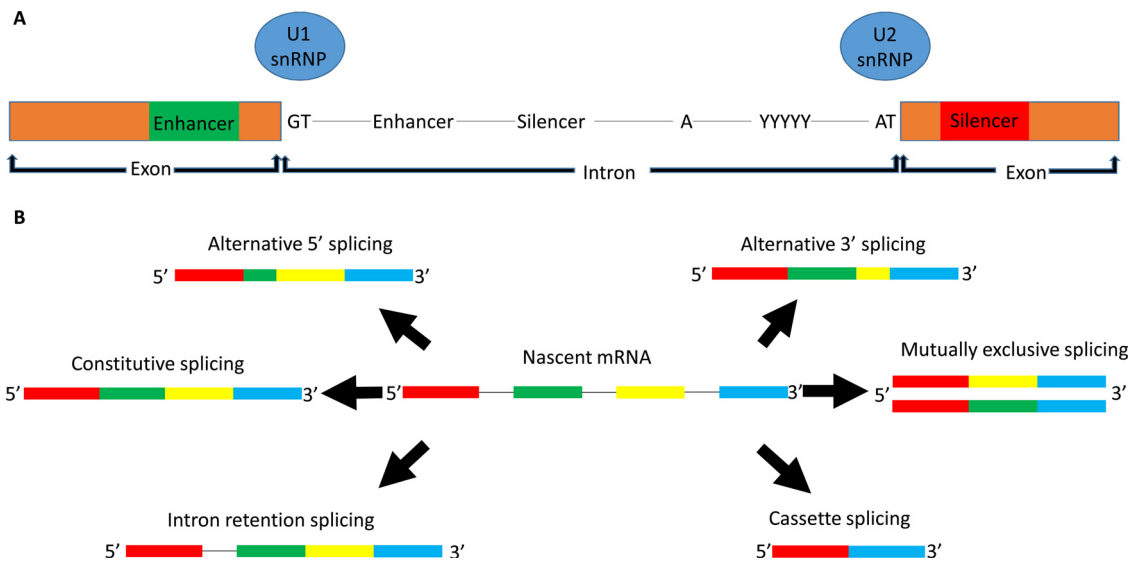 A
U1
snRNP
U2
snRNP
Enhancer
GT
Enhancer
Silencer
A
YYYYY
AT
Silencer
Exon
Intron
Exon
B
Alternative 5’ splicing
5’
3’
Alternative 3’ splicing
5’
3’
Constitutive splicing
5’
3’
Nascent mRNA
5’
3’
Mutually exclusive splicing
5’
3’
Intron retention splicing
5’
3’
Cassette splicing
5’
3’